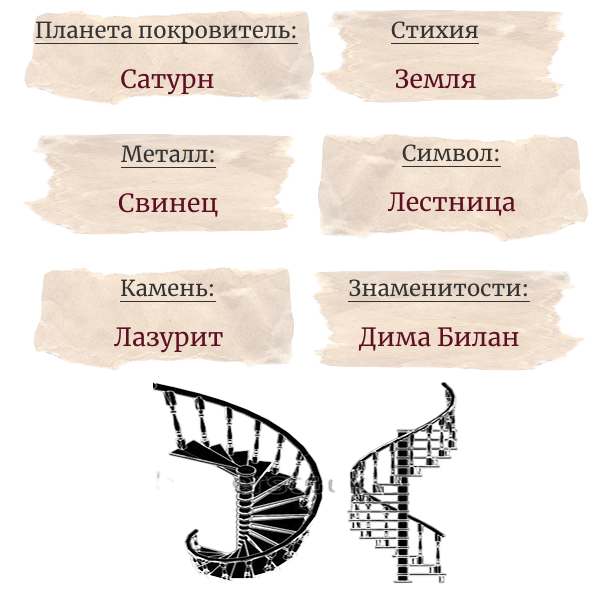 Планета покровитель:
Сатурн
Стихия
Земля
Металл:
Свинец
Символ:
Лестница
Камень:
Лазурит
Знаменитости:
Дима Билан